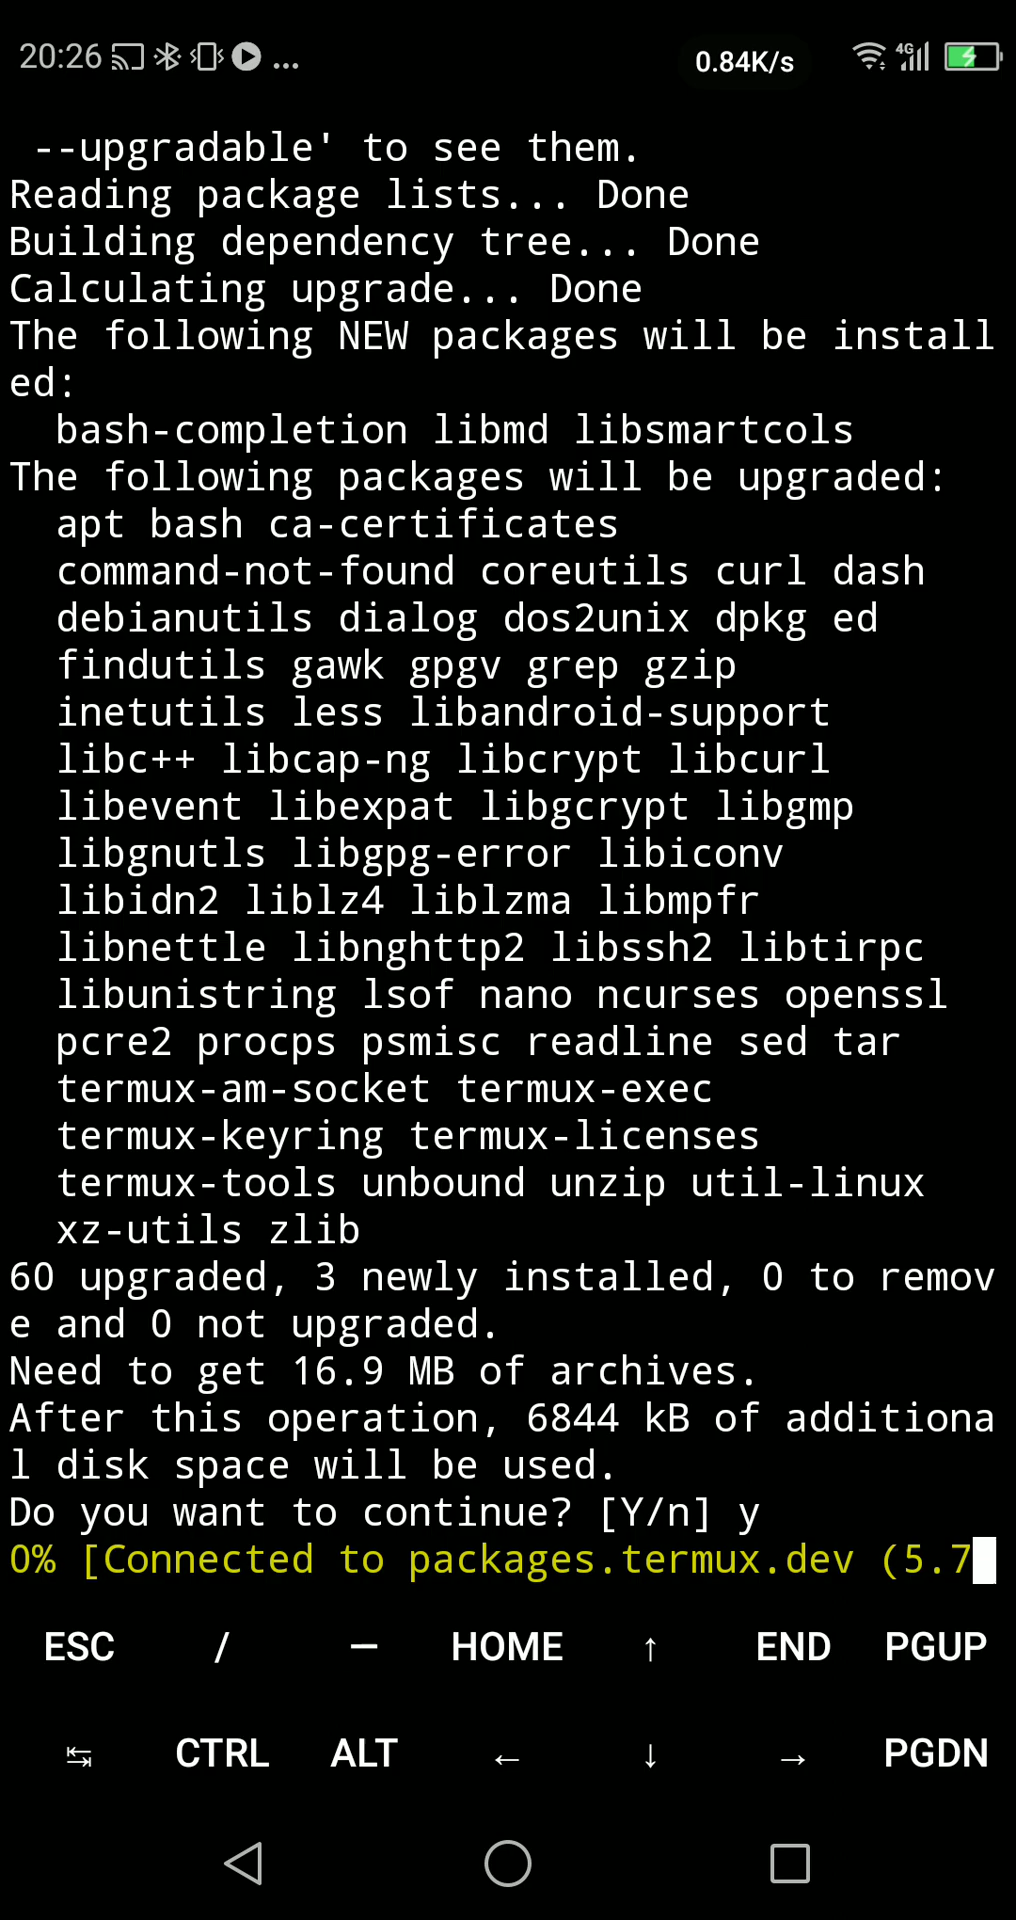 20:26 ... 0.84K/s 4G
--upgradable' to see them.
Reading package lists... Done
Building dependency tree... Done
Calculating upgrade... Done
The following NEW packages will be install
ed:
bash-completion libmd libsmartcols
The following packages will be upgraded:
apt bash ca-certificates
command-not-found coreutils curl dash
debianutils dialog dos2unix dpkg ed
findutils gawk gpgv grep gzip
inetutils less libandroid-support
libc++ libcap-ng libcrypt libcurl
libevent libexpat libgcrypt libgmp
libgnutls libgpg-error libiconv
libidn2 liblz4 liblzma libmpfr
libnettle libnghttp2 libssh2 libtirpc
libunistring lsof nano ncurses openssl
pcre2 procps psmisc readline sed tar
termux-am-socket termux-exec
termux-keyring termux-licenses
termux-tools unbound unzip util-linux
xz-utils zlib
60 upgraded, 3 newly installed, 0 to remov
e and 0 not upgraded.
Need to get 16.9 MB of archives.
After this operation, 6844 kB of additiona
l disk space will be used.
Do you want to continue? [Y/n] y
0% [Connected to packages.termux.dev (5.7
ESC / — HOME ↑ END PGUP
↹ CTRL ALT ← ↓ → PGDN